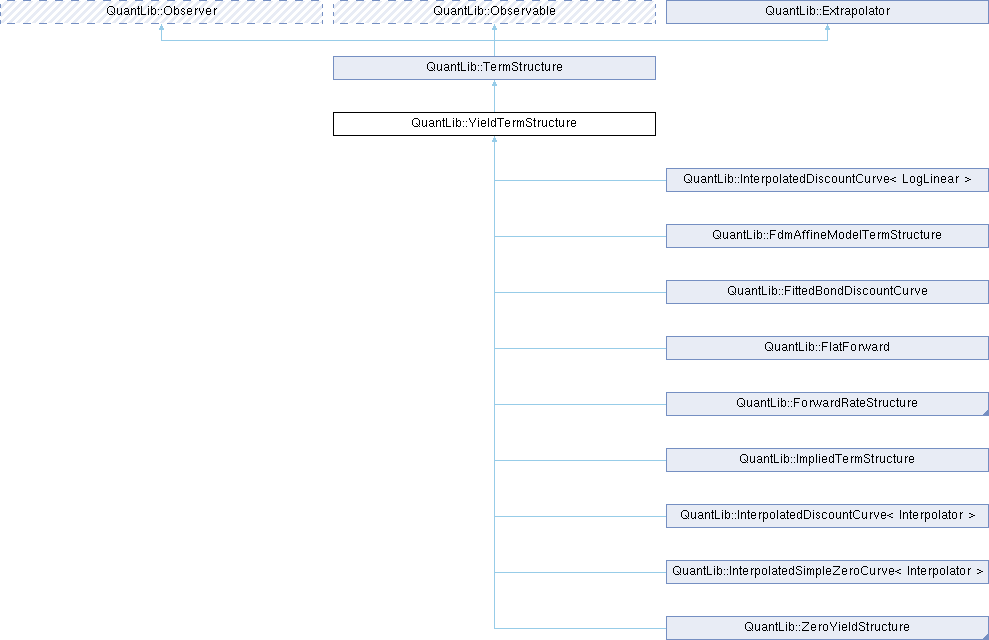 QuantLib::Observer
QuantLib::Observable
QuantLib::Extrapolator
QuantLib::TermStructure
QuantLib::YieldTermStructure
QuantLib::InterpolatedDiscountCurve< LogLinear >
QuantLib::FdmAffineModelTermStructure
QuantLib::FittedBondDiscountCurve
QuantLib::FlatForward
QuantLib::ForwardRateStructure
QuantLib::ImpliedTermStructure
QuantLib::InterpolatedDiscountCurve< Interpolator >
QuantLib::InterpolatedSimpleZeroCurve< Interpolator >
QuantLib::ZeroYieldStructure